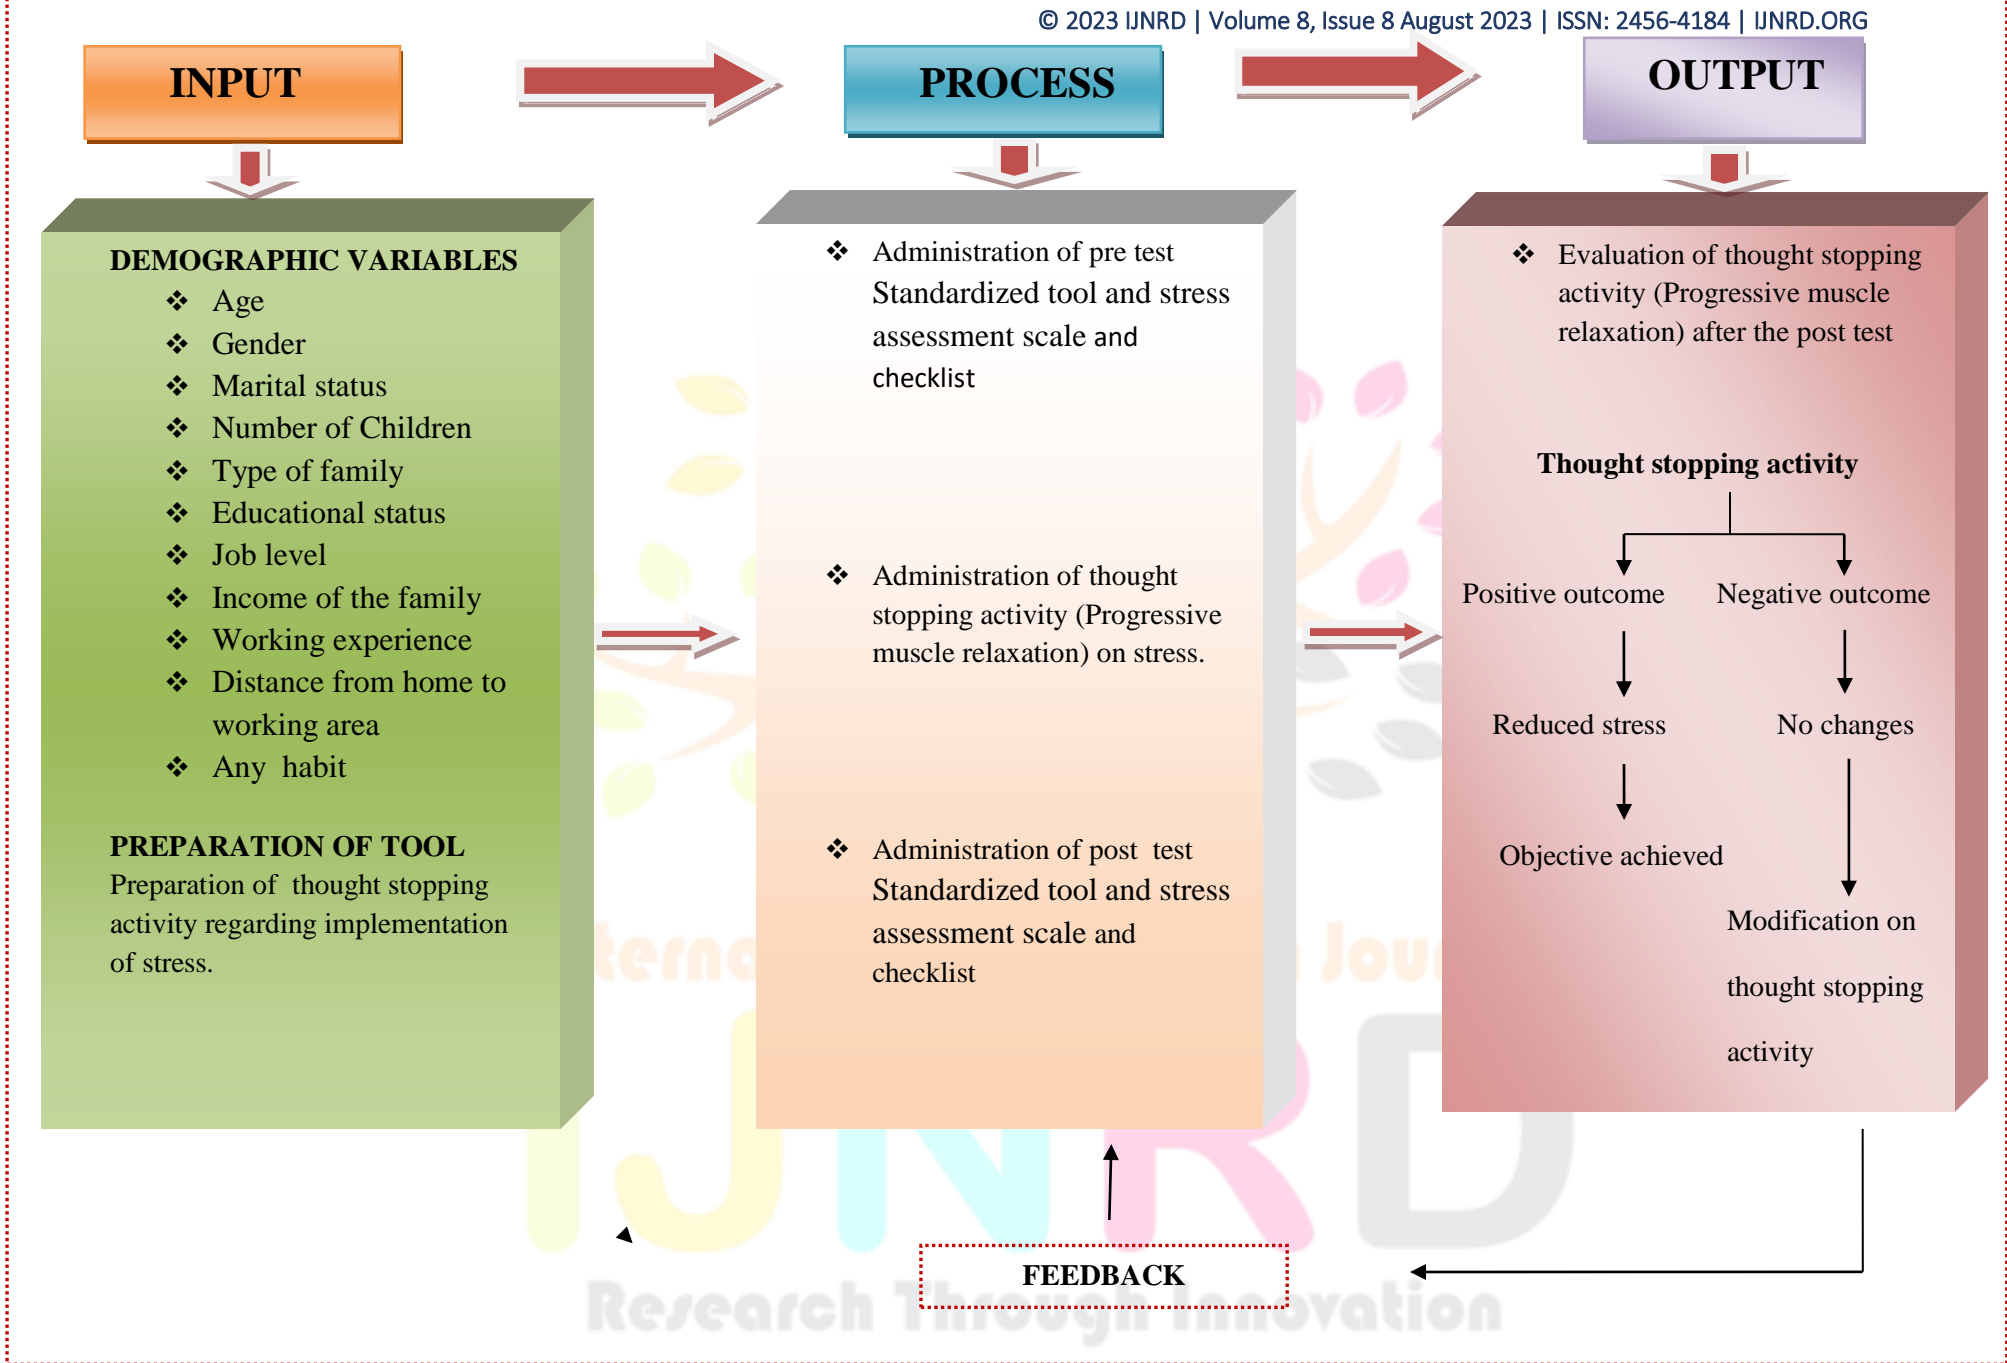 © 2023 IJNRD | Volume 8, Issue 8 August 2023 | ISSN: 2456-4184 | IJNRD.ORG
INPUT
PROCESS
OUTPUT
DEMOGRAPHIC VARIABLES
❖ Age
❖ Gender
❖ Marital status
❖ Number of Children
❖ Type of family
❖ Educational status
❖ Job level
❖ Income of the family
❖ Working experience
❖ Distance from home to
working area
❖ Any habit
PREPARATION OF TOOL
Preparation of thought stopping
activity regarding implementation
of stress.
❖ Administration of pre test
Standardized tool and stress
assessment scale and
checklist
❖ Administration of thought
stopping activity (Progressive
muscle relaxation) on stress.
❖ Administration of post test
Standardized tool and stress
assessment scale and
checklist
❖ Evaluation of thought stopping
activity (Progressive muscle
relaxation) after the post test
Thought stopping activity
Positive outcome
Negative outcome
Reduced stress
No changes
Objective achieved
Modification on
thought stopping
activity
FEEDBACK
IJNRD
Research Through Innovation